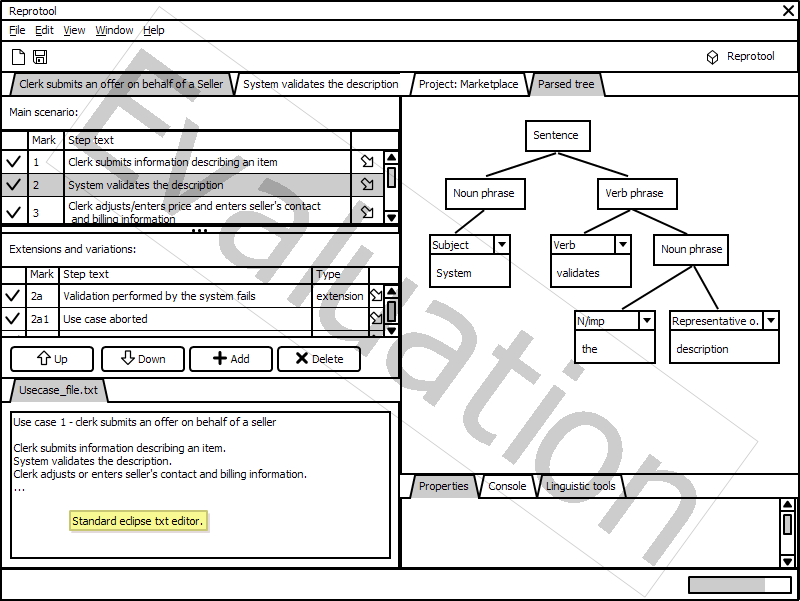 Reprotool
File Edit View Window Help
Reprotool
Clerk submits an offer on behalf of a Seller
System validates the description
Main scenario:
Mark Step text
1 Clerk submits information describing an item
2 System validates the description
3 Clerk adjusts/enters price and enters seller's contact
and billing information
Extensions and variations:
Mark Step text Type
2a Validation performed by the system fails extension
2a1 Use case aborted
Up Down Add Delete
Usecase_file.txt
Use case 1 - clerk submits an offer on behalf of a seller
Clerk submits information describing an item.
System validates the description.
Clerk adjusts or enters seller's contact and billing information.
...
Standard eclipse txt editor.
Project: Marketplace
Parsed tree
Sentence
Noun phrase
Verb phrase
Subject
System
Verb
validates
Noun phrase
N/imp
the
Representative o.
description
Properties
Console
Linguistic tools
Evaluation